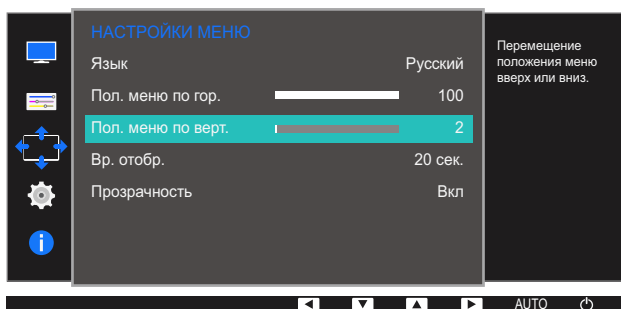 НАСТРОЙКИ МЕНЮ
Язык Русский
Пол. меню по гор. 100
Пол. меню по верт. 2
Вр. отобр. 20 сек.
Прозрачность Вкл
Перемещение
положения меню
вверх или вниз.
AUTO